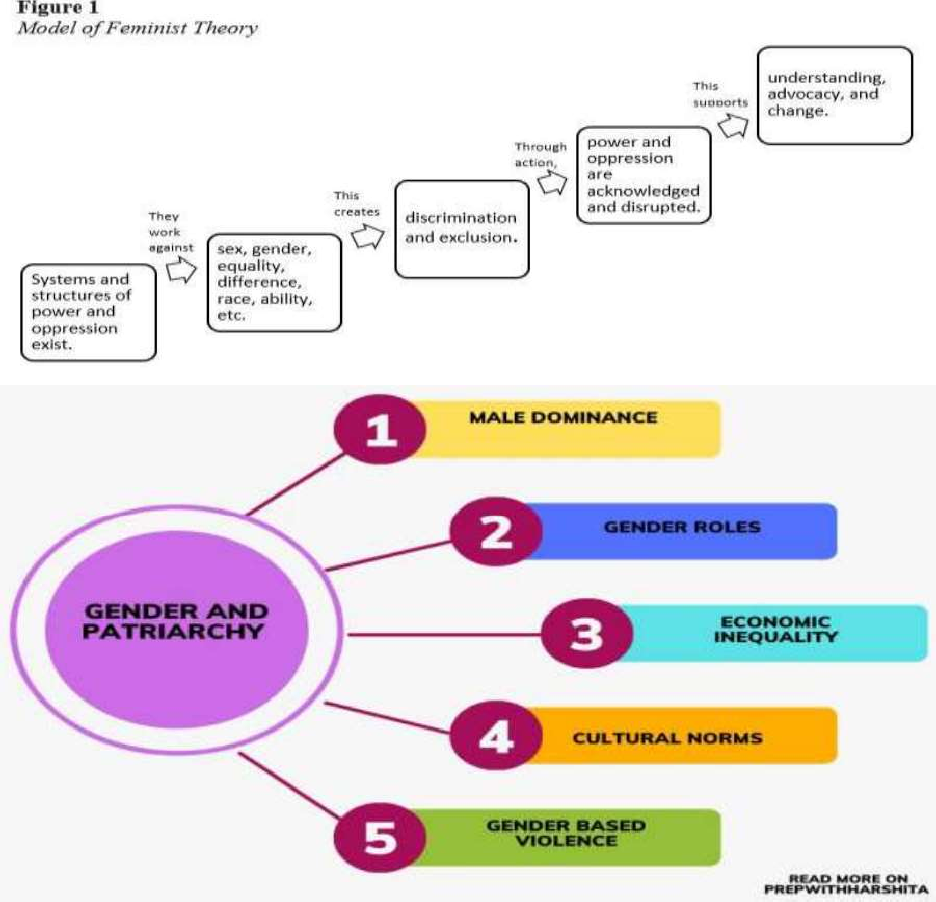 Figure 1
Model of Feminist Theory
Systems and
structures of
power and
oppression
exist.
They
work
against
sex, gender,
equality,
difference,
race, ability,
etc.
This
creates
discrimination
and exclusion.
Through
action,
power and
oppression
are
acknowledged
and disrupted.
This
supports
understanding,
advocacy, and
change.
GENDER AND
PATRIARCHY
1
MALE DOMINANCE
2
GENDER ROLES
3
ECONOMIC
INEQUALITY
4
CULTURAL NORMS
5
GENDER BASED
VIOLENCE
READ MORE ON
PREPWITHHARSHITA